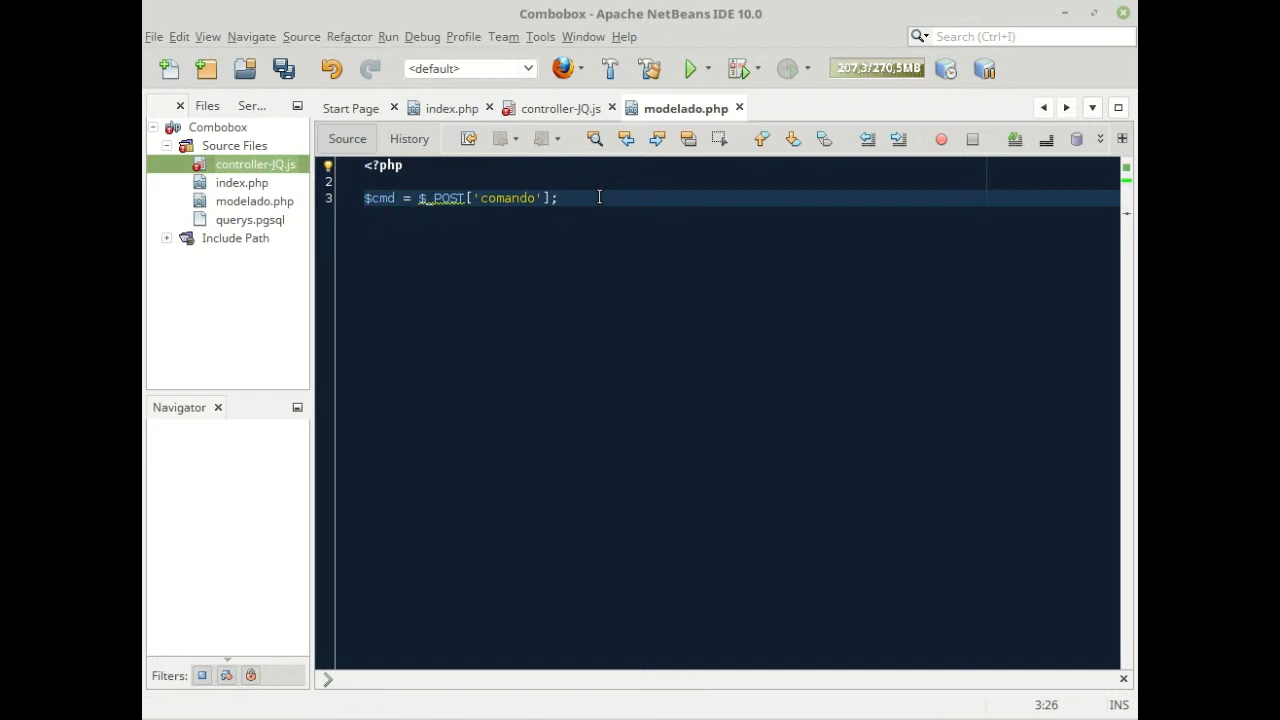 Combobox - Apache NetBeans IDE 10.0
File Edit View Navigate Source Refactor Run Debug Profile Team Tools Window Help
Search (Ctrl+I)
<default>
207,3/270,5MB
Files Ser... Start Page index.php controller-JQ.js modelado.php
Combobox
Source Files
controller-JQ.js
index.php
modelado.php
querys.pgsql
Include Path
Source History
<?php
2
3 $cmd = $_POST['comando'];
Navigator
Filters:
3:26 INS